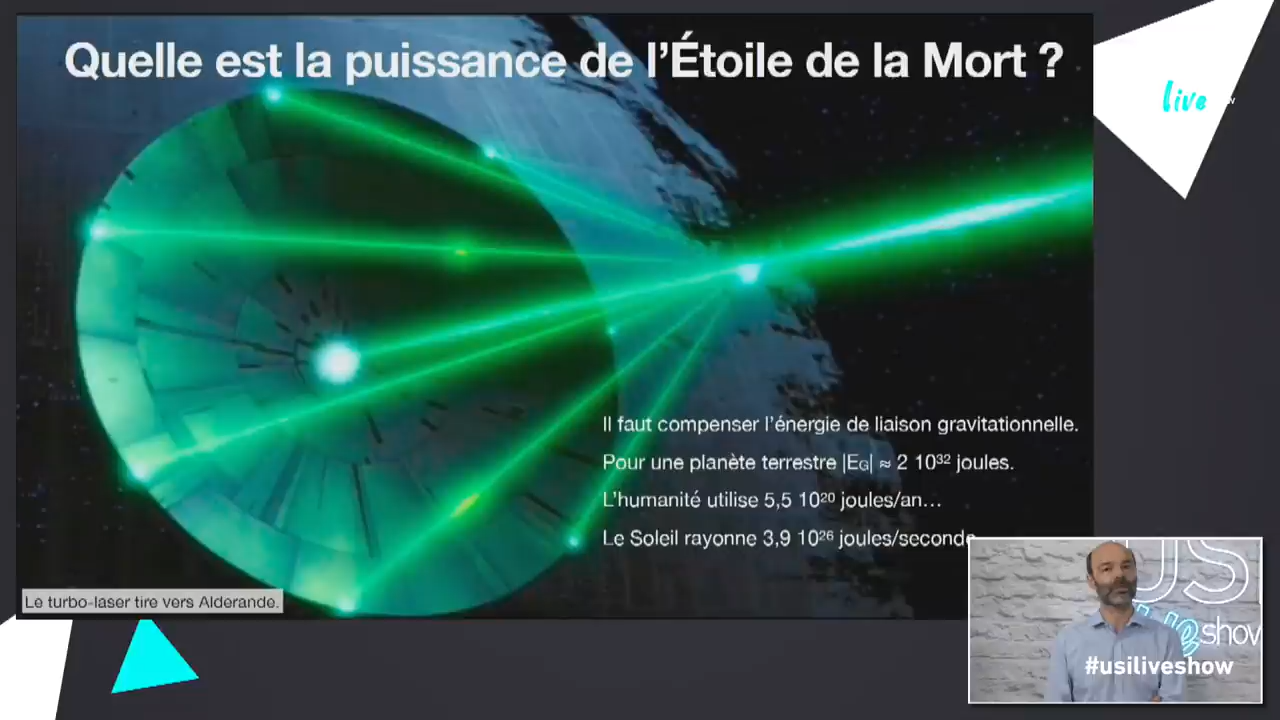 Quelle est la puissance de l'Étoile de la Mort ?
live
Il faut compenser l'énergie de liaison gravitationnelle.
Pour une planète terrestre |EG| ≈ 2 10³² joules.
L'humanité utilise 5,5 10²⁰ joules/an…
Le Soleil rayonne 3,9 10²⁶ joules/seconde
Le turbo-laser tire vers Alderande.
US
show
#usiliveshow